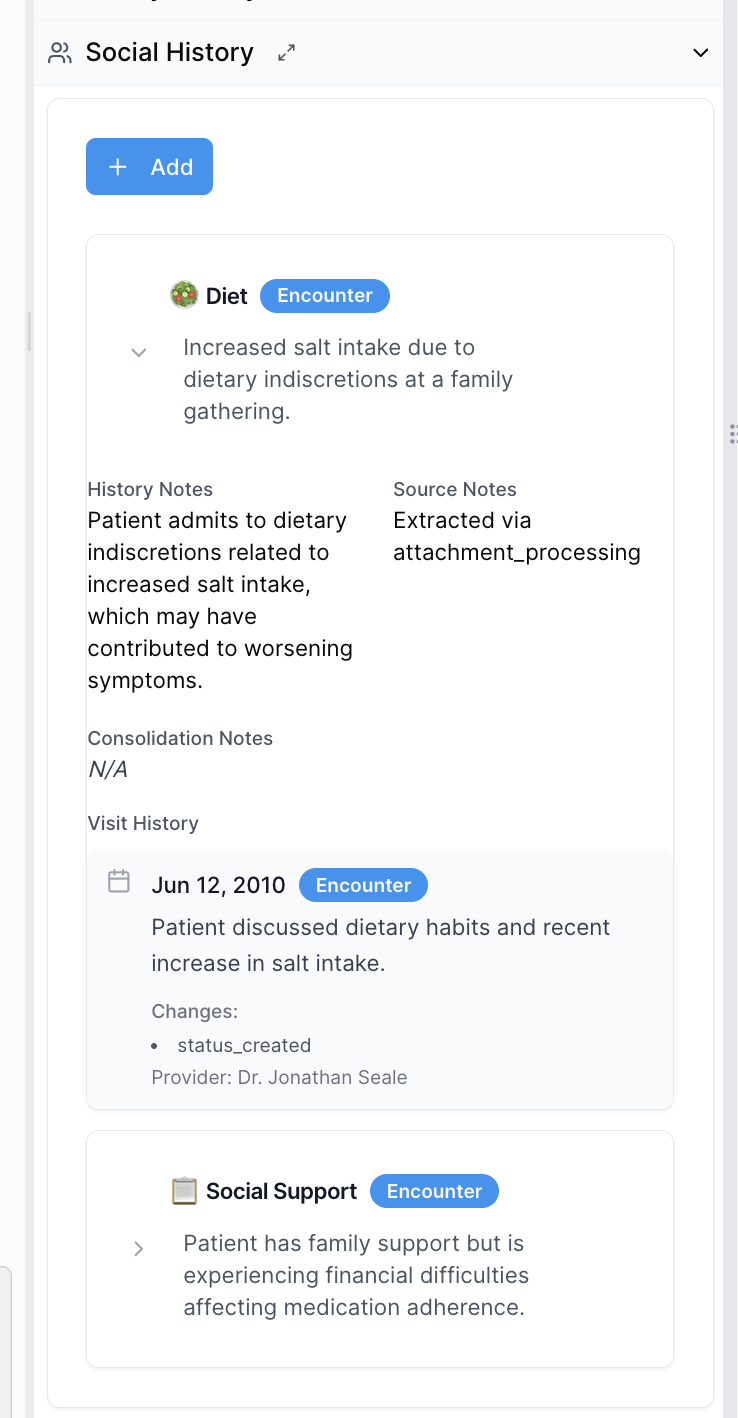 Social History
Add
Diet Encounter
Increased salt intake due to
dietary indiscretions at a family
gathering.
History Notes
Patient admits to dietary
indiscretions related to
increased salt intake,
which may have
contributed to worsening
symptoms.
Source Notes
Extracted via
attachment_processing
Consolidation Notes
N/A
Visit History
Jun 12, 2010 Encounter
Patient discussed dietary habits and recent
increase in salt intake.
Changes:
• status_created
Provider: Dr. Jonathan Seale
Social Support Encounter
Patient has family support but is
experiencing financial difficulties
affecting medication adherence.